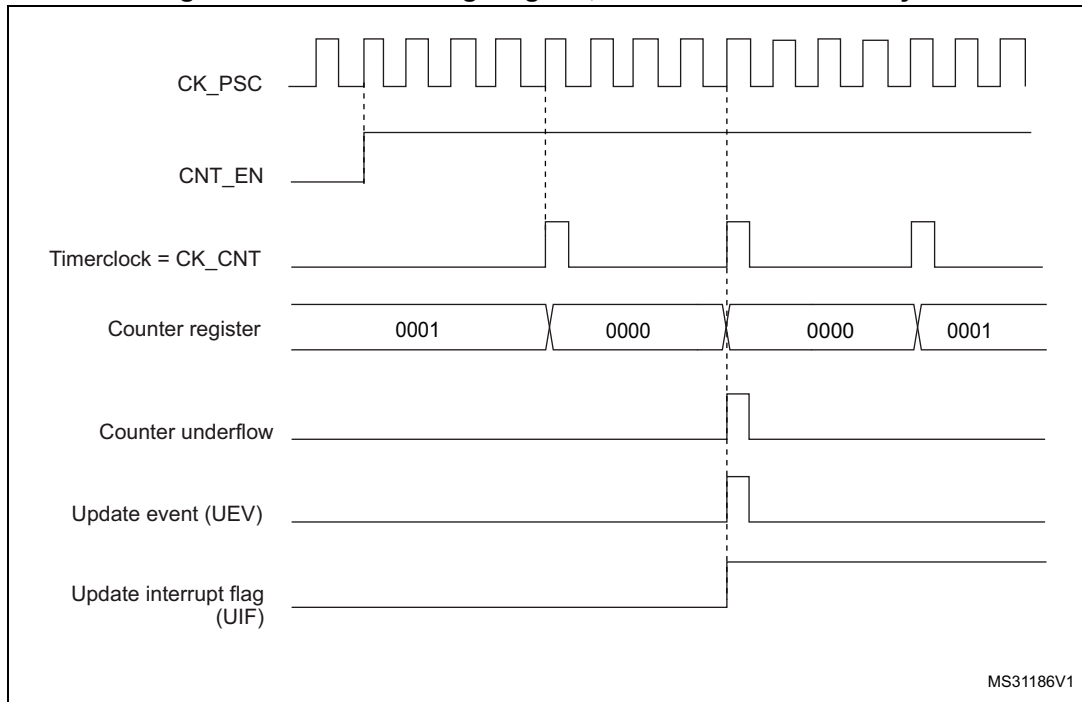 CK_PSC
CNT_EN
Timerclock = CK_CNT
Counter register 0001 0000 0000 0001
Counter underflow
Update event (UEV)
Update interrupt flag
(UIF)
MS31186V1